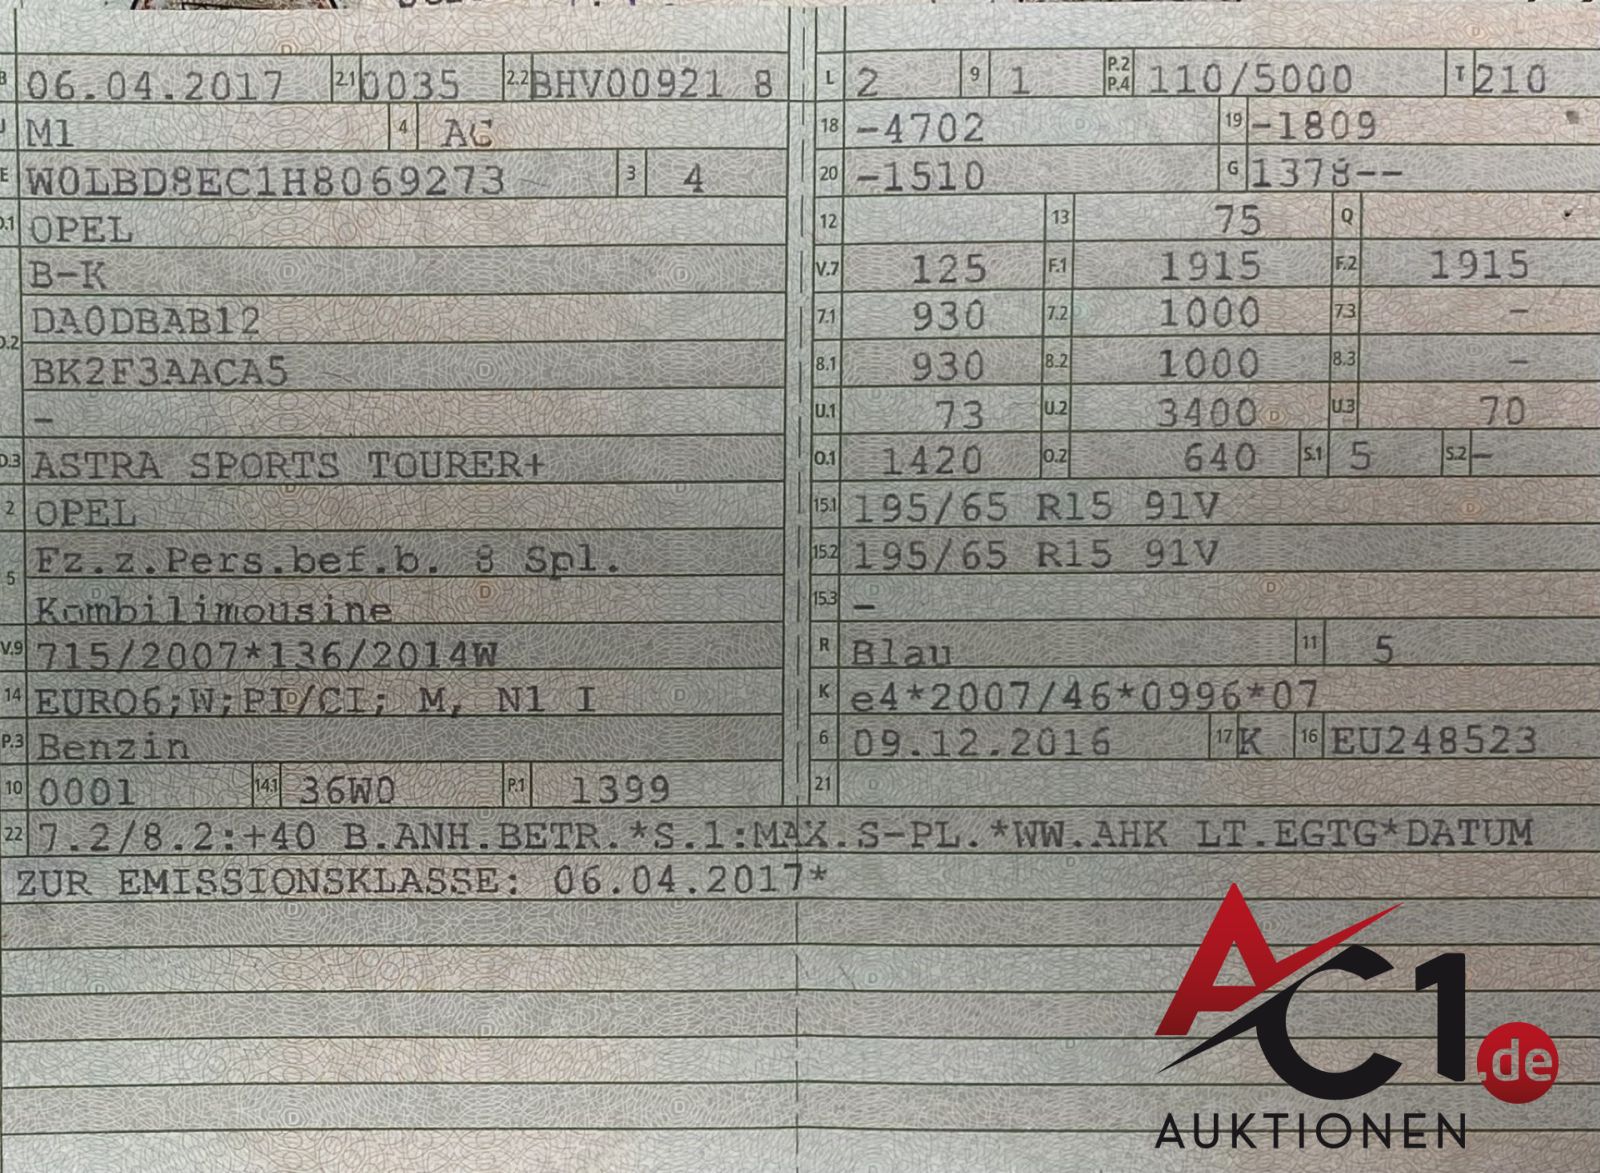 B 06.04.2017 2.1 0035 2.2 BHV00921 8
J M1 4 AC
E W0LBD8EC1H8069273 3 4
D.1 OPEL
B-K
DA0DBAB12
D.2
BK2F3AACA5
-
D.3 ASTRA SPORTS TOURER+
2 OPEL
5 Fz.z.Pers.bef.b. 8 Spl.
Kombilimousine
V.9 715/2007*136/2014W
14 EURO6;W;PI/CI; M, N1 I
P.3 Benzin
10 0001 14.1 36W0 P.1 1399
L 2 9 1 P.2 P.4 110/5000 T 210
18 -4702 19 -1809
20 -1510 G 1378--
12 13 75 Q
V.7 125 F.1 1915 F.2 1915
7.1 930 7.2 1000 7.3 -
8.1 930 8.2 1000 8.3 -
U.1 73 U.2 3400 U.3 70
O.1 1420 O.2 640 S.1 5 S.2 -
15.1 195/65 R15 91V
15.2 195/65 R15 91V
15.3 -
R Blau 11 5
K e4*2007/46*0996*07
6 09.12.2016 17 K 16 EU248523
21
22 7.2/8.2:+40 B.ANH.BETR.*S.1:MAX.S-PL.*WW.AHK LT.EGTG*DATUM
ZUR EMISSIONSKLASSE: 06.04.2017*
AC1.de
AUKTIONEN